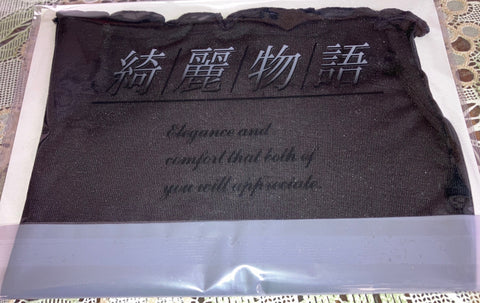 綺麗物語
Elegance and
comfort that both of
you will appreciate.